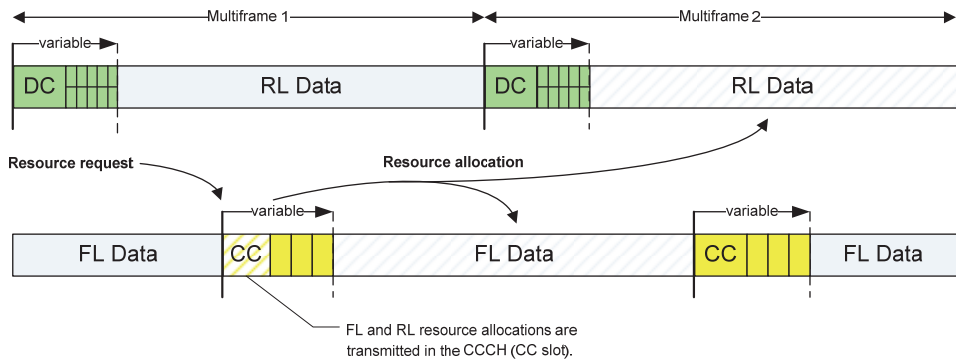 Multiframe 1
Multiframe 2
variable
variable
DC
RL Data
DC
RL Data
Resource request
Resource allocation
variable
variable
FL Data
CC
FL Data
CC
FL Data
FL and RL resource allocations are
transmitted in the CCCH (CC slot).